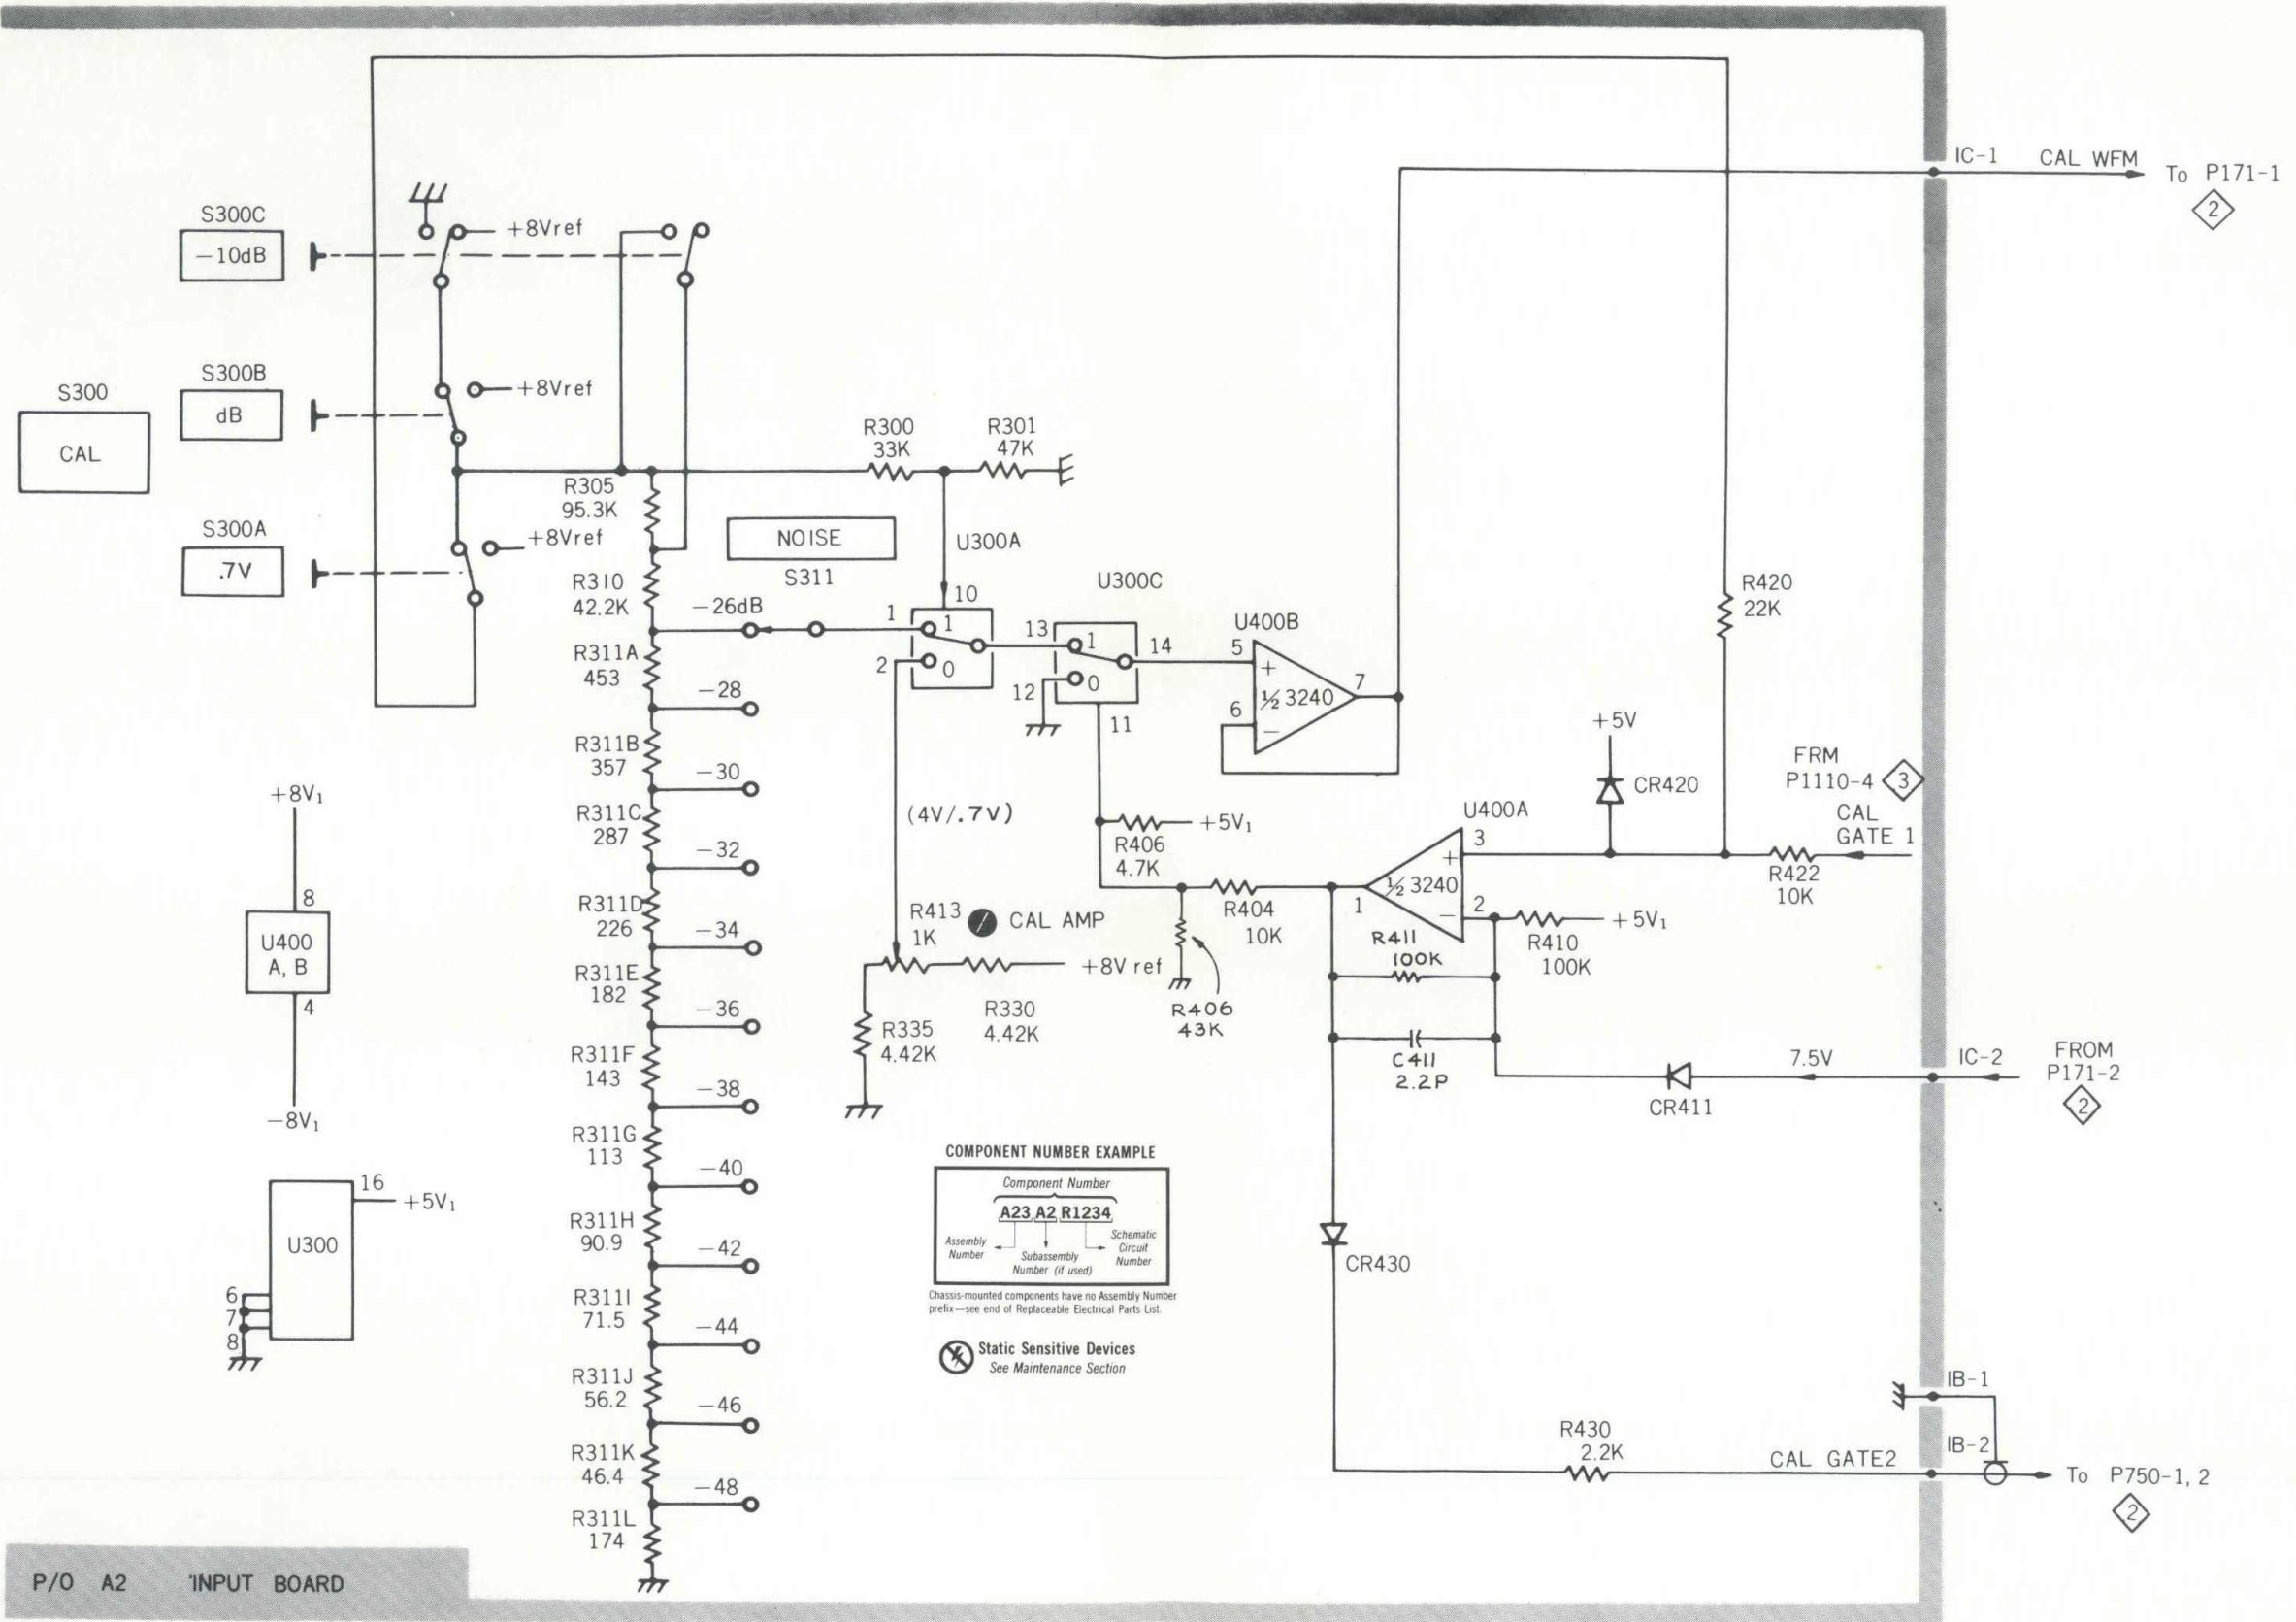 IC-1 CAL WFM
To P171-1
2
S300C
-10dB
+8Vref
S300B
dB
+8Vref
S300
CAL
S300A
.7V
+8Vref
R300
33K
R301
47K
R305
95.3K
NOISE
S311
U300A
10
R310
42.2K
-26dB
1
1
2
0
U300C
13
1
14
12
0
11
U400B
5
+
½ 3240
7
6
-
R420
22K
R311A
453
-28
R311B
357
-30
R311C
287
-32
R311D
226
-34
R311E
182
-36
R311F
143
-38
R311G
113
-40
R311H
90.9
-42
R311I
71.5
-44
R311J
56.2
-46
R311K
46.4
-48
R311L
174
+8V₁
8
U400
A, B
4
-8V₁
16
+5V₁
U300
6
7
8
(4V/.7V)
R406
4.7K
+5V₁
+5V
CR420
FRM
P1110-4 3
CAL
GATE 1
R422
10K
U400A
3
+
½ 3240
1
2
-
R410
100K
+5V₁
R404
10K
R413
1K
CAL AMP
+8V ref
R335
4.42K
R330
4.42K
R406
43K
R411
100K
C411
2.2P
7.5V
CR411
IC-2
FROM
P171-2
2
COMPONENT NUMBER EXAMPLE
Component Number
A23 A2 R1234
Assembly
Number
Subassembly
Number (if used)
Schematic
Circuit
Number
Chassis-mounted components have no Assembly Number
prefix—see end of Replaceable Electrical Parts List.
Static Sensitive Devices
See Maintenance Section
CR430
R430
2.2K
CAL GATE2
IB-1
IB-2
To P750-1, 2
2
P/O A2 INPUT BOARD